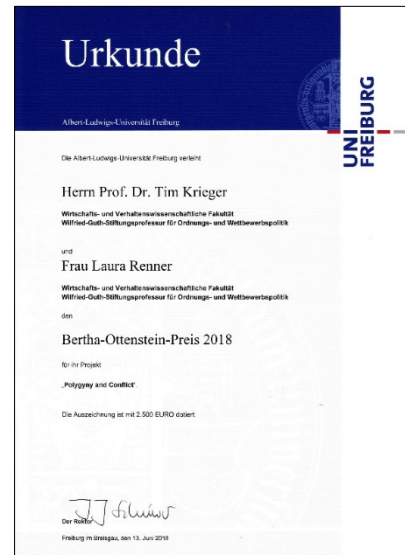 Urkunde
Albert-Ludwigs-Universität Freiburg
UNI
FREIBURG
Die Albert-Ludwigs-Universität Freiburg verleiht
Herrn Prof. Dr. Tim Krieger
Wirtschafts- und Verhaltenswissenschaftliche Fakultät
Wilfried-Guth-Stiftungsprofessur für Ordnungs- und Wettbewerbspolitik
und
Frau Laura Renner
Wirtschafts- und Verhaltenswissenschaftliche Fakultät
Wilfried-Guth-Stiftungsprofessur für Ordnungs- und Wettbewerbspolitik
den
Bertha-Ottenstein-Preis 2018
für ihr Projekt
„Polygyny and Conflict“.
Die Auszeichnung ist mit 2.500 EURO dotiert
Der Rektor
Freiburg im Breisgau, den 13. Juni 2018